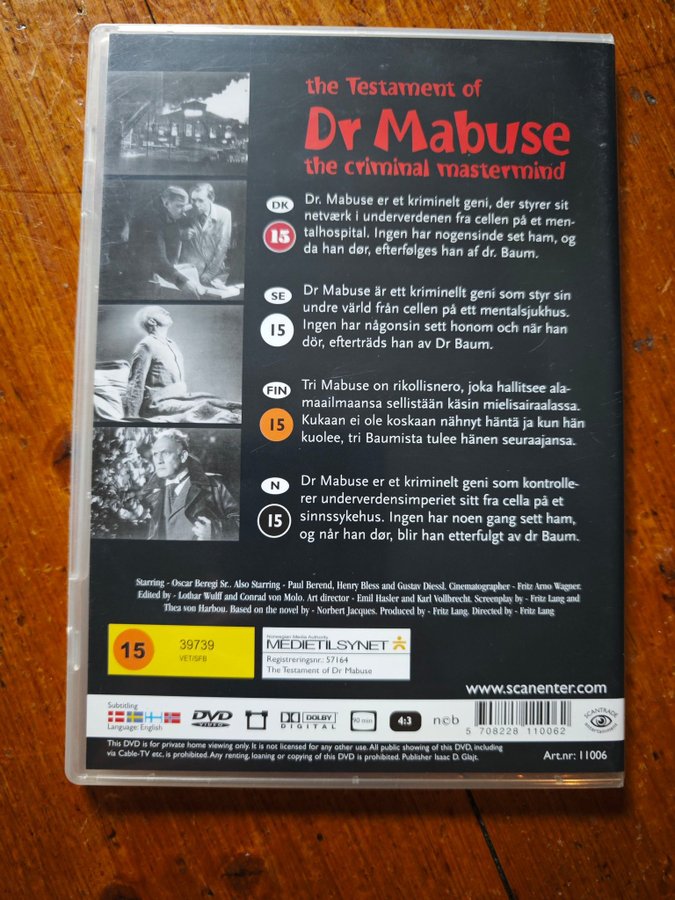 the Testament of
Dr Mabuse
the criminal mastermind
DK
15
Dr. Mabuse er et kriminelt geni, der styrer sit
netværk i underverdenen fra cellen på et men-
talhospital. Ingen har nogensinde set ham, og
da han dør, efterfølges han af dr. Baum.
SE
15
Dr Mabuse är ett kriminellt geni som styr sin
undre värld från cellen på ett mentalsjukhus.
Ingen har någonsin sett honom och när han
dör, efterträds han av Dr Baum.
FIN
15
Tri Mabuse on rikollisnero, joka hallitsee ala-
maailmaansa sellistään käsin mielisairaalassa.
Kukaan ei ole koskaan nähnyt häntä ja kun hän
kuolee, tri Baumista tulee hänen seuraajansa.
N
15
Dr Mabuse er et kriminelt geni som kontrolle-
rer underverdensimperiet sitt fra cella på et
sinnssykehus. Ingen har noen gang sett ham,
og når han dør, blir han etterfulgt av dr Baum.
Starring - Oscar Beregi Sr.. Also Starring - Paul Berend, Henry Bless and Gustav Diessl. Cinematographer - Fritz Arno Wagner.
Edited by - Lothar Wulff and Conrad von Molo. Art director - Emil Hasler and Karl Vollbrecht. Screenplay by - Fritz Lang and
Thea von Harbou. Based on the novel by - Norbert Jacques. Produced by - Fritz Lang. Directed by - Fritz Lang
15
39739
VET/SFB
Norwegian Media Authority
MEDIETILSYNET
Registreringsnr.: 57164
The Testament of Dr Mabuse
www.scanenter.com
Subtitling
Language: English
DVD
VIDEO
DOLBY
DIGITAL
90 min
4:3
ncb
5 708228 110062
SCANTRADE
entertainment
This DVD is for private home viewing only. It is not licensed for any other use. All public showing of this DVD, including
via Cable-TV etc, is prohibited. Any renting, loaning or copying of this DVD is prohibited. Publisher Isaac D. Glajt.
Art.nr: 11006